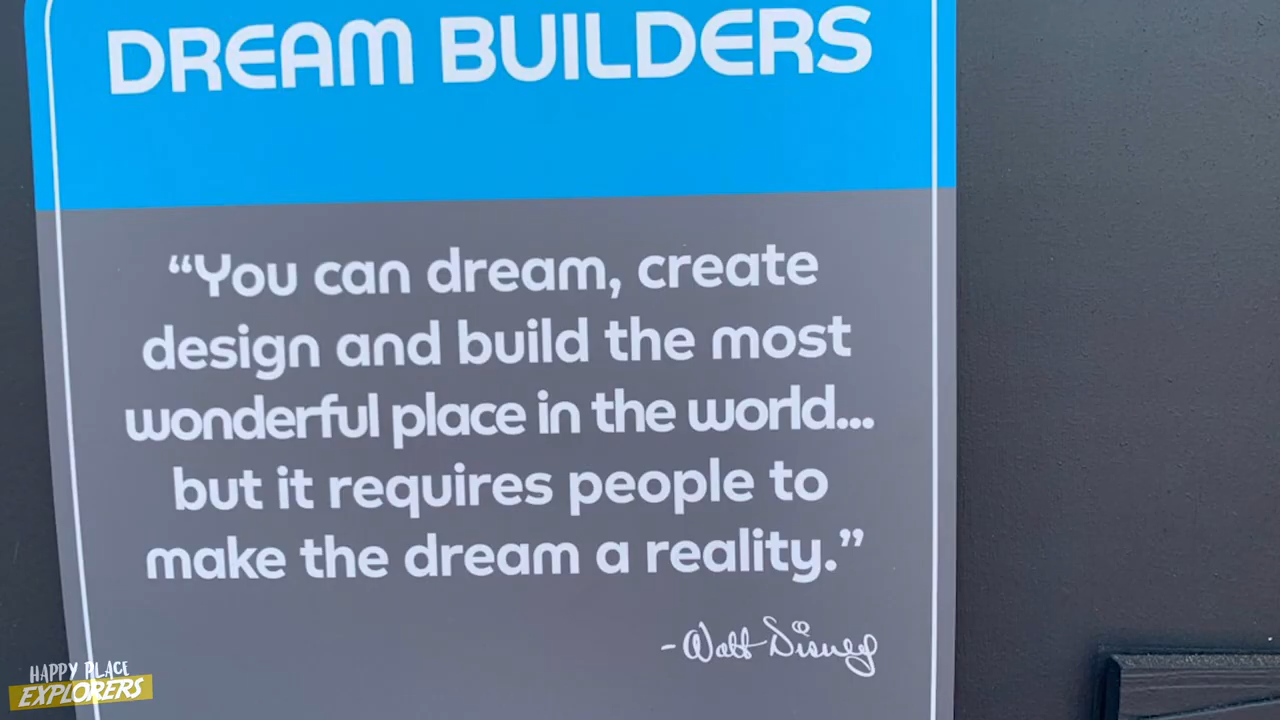 DREAM BUILDERS
“You can dream, create
design and build the most
wonderful place in the world...
but it requires people to
make the dream a reality.”
-Walt Disney
HAPPY PLACE
EXPLORERS